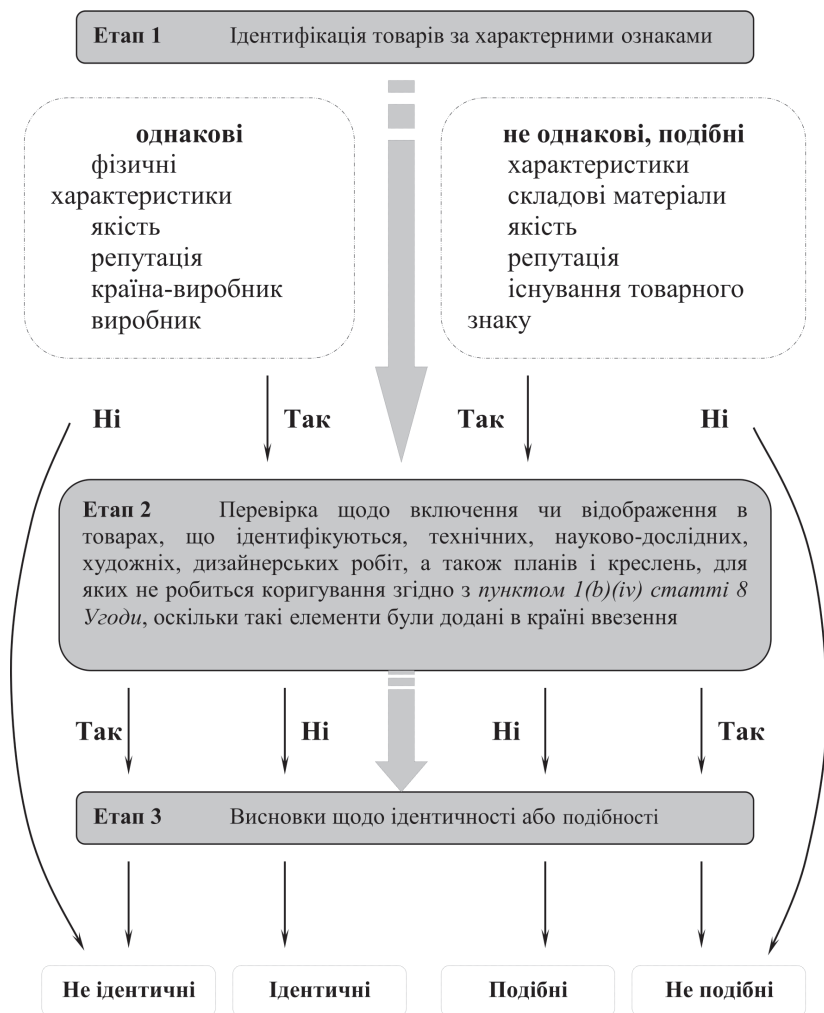 Етап 1 Ідентифікація товарів за характерними ознаками
однакові
фізичні
характеристики
якість
репутація
країна-виробник
виробник
не однакові, подібні
характеристики
складові матеріали
якість
репутація
існування товарного
знаку
Ні
Так
Так
Ні
Етап 2 Перевірка щодо включення чи відображення в
товарах, що ідентифікуються, технічних, науково-дослідних,
художніх, дизайнерських робіт, а також планів і креслень, для
яких не робиться коригування згідно з пунктом 1(b)(iv) статті 8
Угоди, оскільки такі елементи були додані в країні ввезення
Так
Ні
Ні
Так
Етап 3 Висновки щодо ідентичності або подібності
Не ідентичні
Ідентичні
Подібні
Не подібні